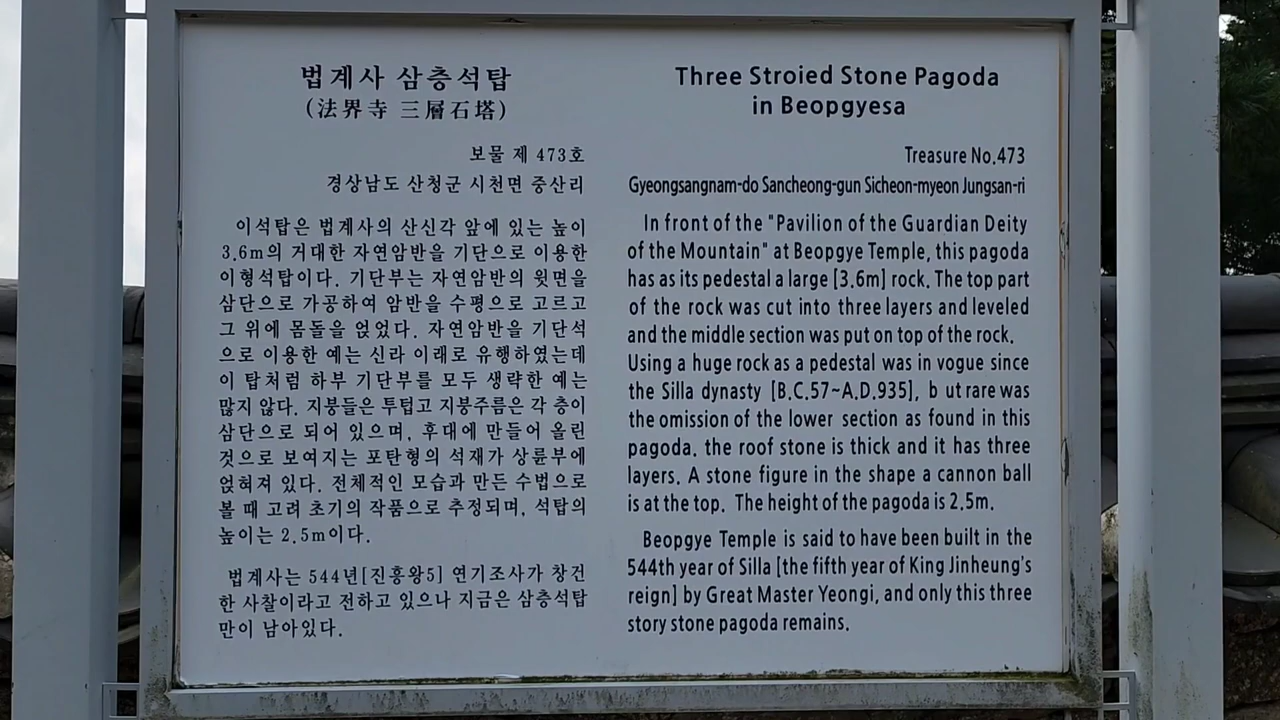 법계사 삼층석탑
(法界寺 三層石塔)
보물 제 473호
경상남도 산청군 시천면 중산리
이석탑은 법계사의 산신각 앞에 있는 높이
3.6m의 거대한 자연암반을 기단으로 이용한
이형석탑이다. 기단부는 자연암반의 윗면을
삼단으로 가공하여 암반을 수평으로 고르고
그 위에 몸돌을 얹었다. 자연암반을 기단석
으로 이용한 예는 신라 이래로 유행하였는데
이 탑처럼 하부 기단부를 모두 생략한 예는
많지 않다. 지붕들은 투텁고 지붕주름은 각 층이
삼단으로 되어 있으며, 후대에 만들어 올린
것으로 보여지는 포탄형의 석재가 상륜부에
얹혀져 있다. 전체적인 모습과 만든 수법으로
볼 때 고려 초기의 작품으로 추정되며, 석탑의
높이는 2.5m이다.
법계사는 544년[진흥왕5] 연기조사가 창건
한 사찰이라고 전하고 있으나 지금은 삼층석탑
만이 남아있다.
Three Stroied Stone Pagoda
in Beopgyesa
Treasure No.473
Gyeongsangnam-do Sancheong-gun Sicheon-myeon Jungsan-ri
In front of the "Pavilion of the Guardian Deity
of the Mountain" at Beopgye Temple, this pagoda
has as its pedestal a large [3.6m] rock. The top part
of the rock was cut into three layers and leveled
and the middle section was put on top of the rock.
Using a huge rock as a pedestal was in vogue since
the Silla dynasty [B.C.57~A.D.935], b ut rare was
the omission of the lower section as found in this
pagoda. the roof stone is thick and it has three
layers. A stone figure in the shape a cannon ball
is at the top. The height of the pagoda is 2.5m.
Beopgye Temple is said to have been built in the
544th year of Silla [the fifth year of King Jinheung's
reign] by Great Master Yeongi, and only this three
story stone pagoda remains.